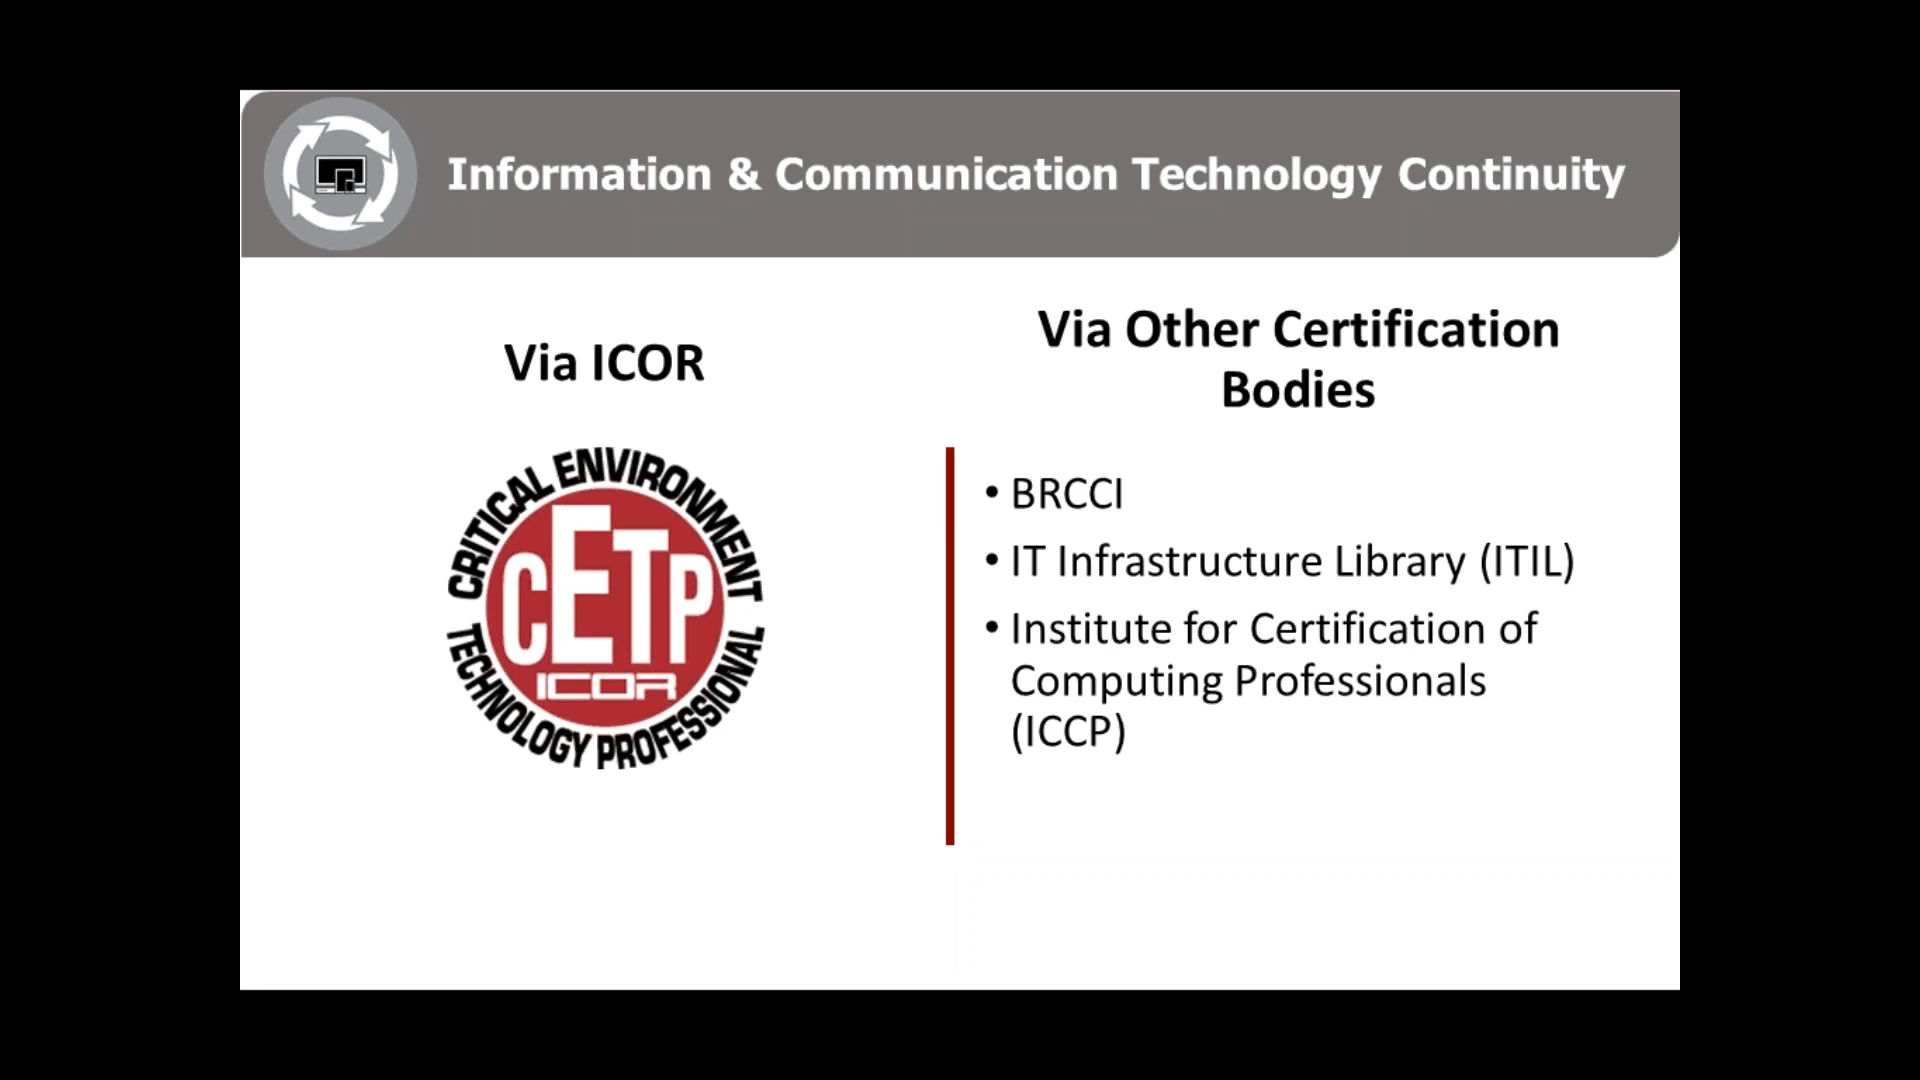 Information & Communication Technology Continuity
Via ICOR
CRITICAL ENVIRONMENT
CETP
ICOR
TECHNOLOGY PROFESSIONAL
Via Other Certification
Bodies
• BRCCI
• IT Infrastructure Library (ITIL)
• Institute for Certification of
Computing Professionals
(ICCP)